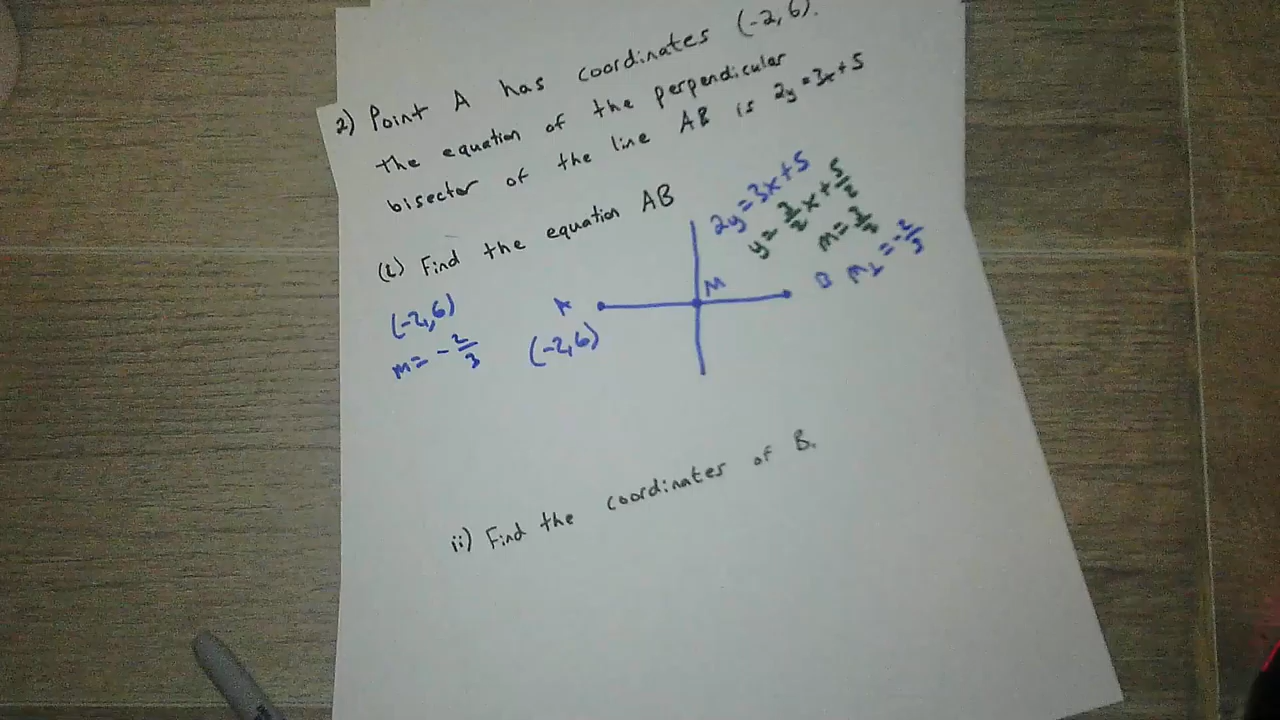 2) Point A has coordinates (-2, 6).
the equation of the perpendicular
bisector of the line AB is 2y = 3x + 5
(i) Find the equation AB
2y = 3x + 5
y = 3/2 x + 5/2
m = 3/2
m⊥ = -2/3
A
M
B
(-2, 6)
(-2, 6)
m = -2/3
ii) Find the coordinates of B.